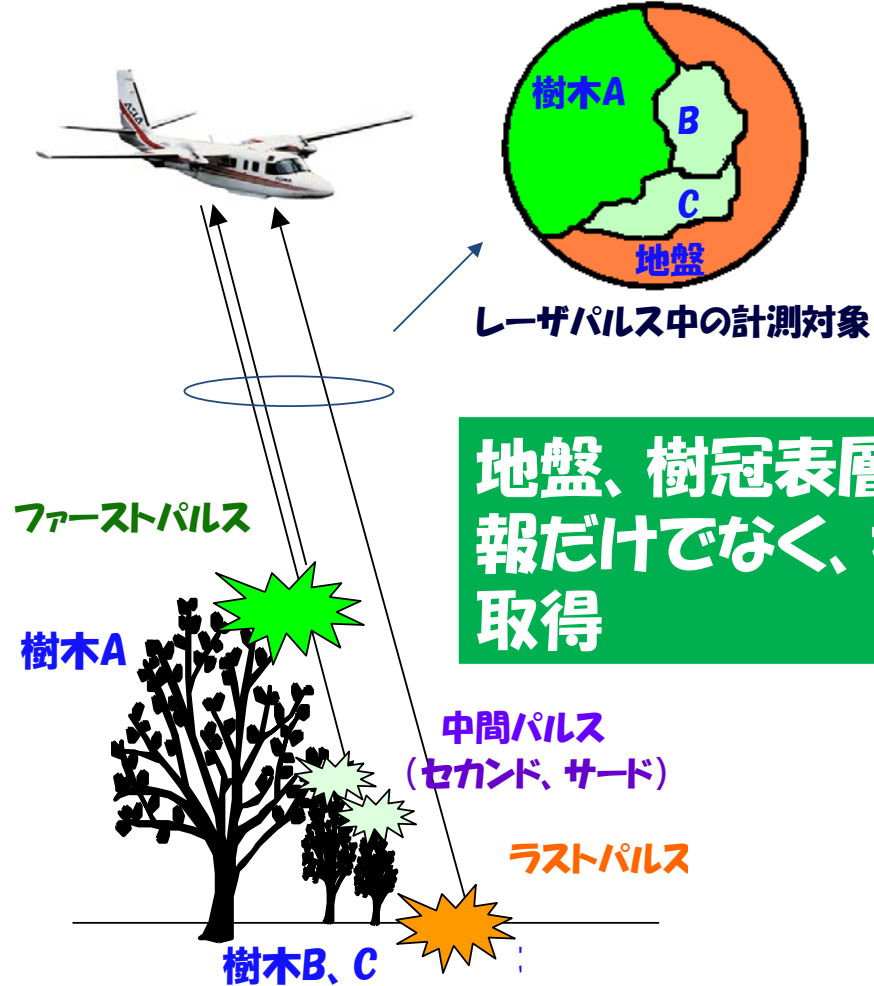 樹木A
B
C
地盤
レーザパルス中の計測対象
地盤、樹冠表層
報だけでなく、
取得
ファーストパルス
樹木A
中間パルス
(セカンド、サード)
ラストパルス
樹木B、C